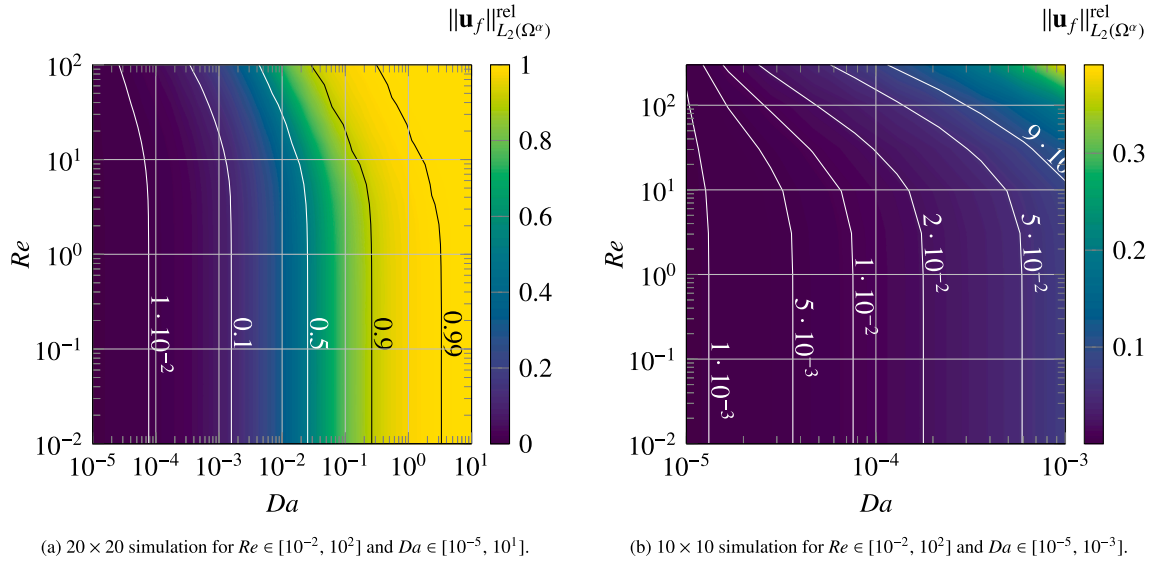 ||u_f||^rel_{L_2(Ω^α)}
10^2
10^1
10^0
10^-1
10^-2
Re
1 · 10^-2
0.1
0.5
0.9
0.99
10^-5 10^-4 10^-3 10^-2 10^-1 10^0 10^1
Da
1
0.8
0.6
0.4
0.2
0
(a) 20 × 20 simulation for Re ∈ [10^-2, 10^2] and Da ∈ [10^-5, 10^1].
||u_f||^rel_{L_2(Ω^α)}
10^2
10^1
10^0
10^-1
10^-2
Re
1 · 10^-3
5 · 10^-3
1 · 10^-2
2 · 10^-2
5 · 10^-2
9 · 10
10^-5 10^-4 10^-3
Da
0.3
0.2
0.1
(b) 10 × 10 simulation for Re ∈ [10^-2, 10^2] and Da ∈ [10^-5, 10^-3].